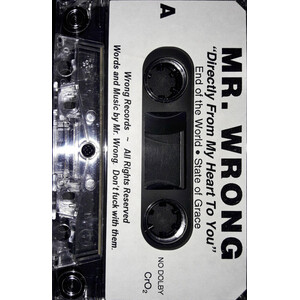 A
MR. WRONG
"Directly From My Heart To You"
End of the World • State of Grace
Wrong Records ~ All Rights Reserved
Words and Music by Mr. Wrong. Don't fuck with them.
NO DOLBY
CrO₂